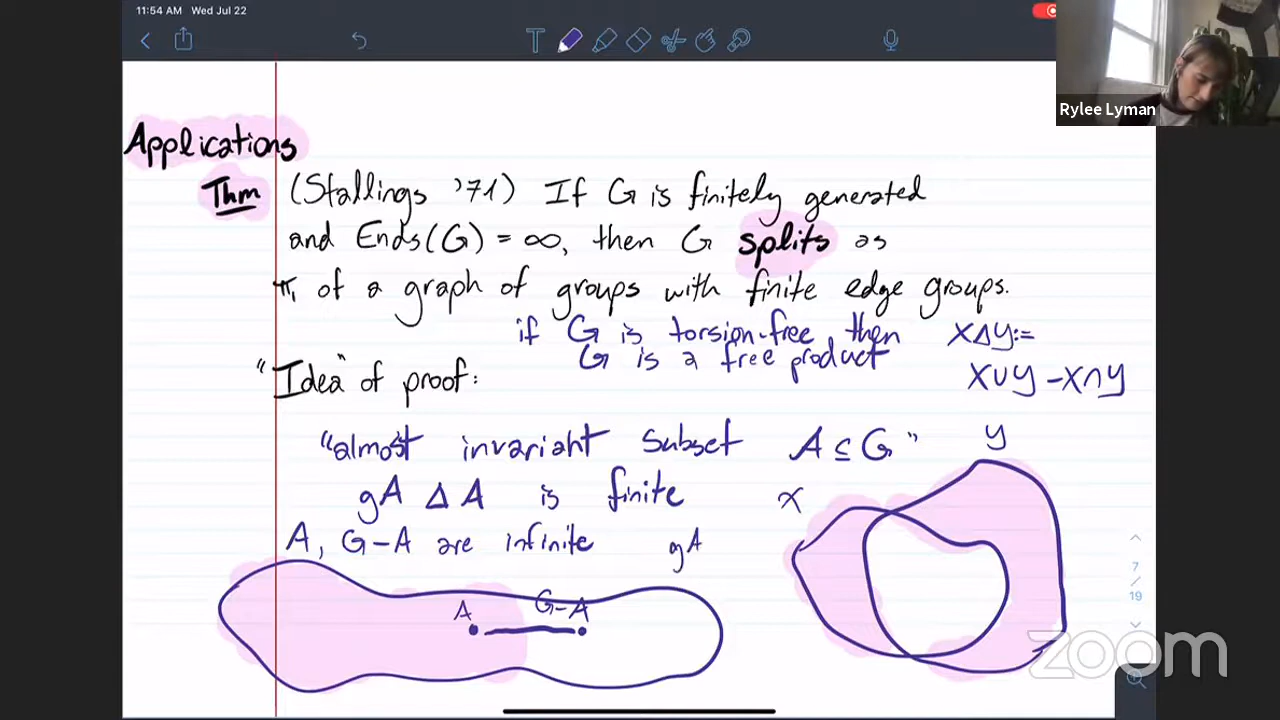 11:54 AM Wed Jul 22
Rylee Lyman
Applications
Thm (Stallings '71) If G is finitely generated
and Ends(G) = ∞, then G splits as
π₁ of a graph of groups with finite edge groups.
if G is torsion-free then
G is a free product
XΔY:=
X∪Y - X∩Y
"Idea" of proof:
"almost invariant subset A ⊆ G"
gA Δ A is finite
A, G-A are infinite
gA
A
G-A
X
Y
7
/
19
zoom